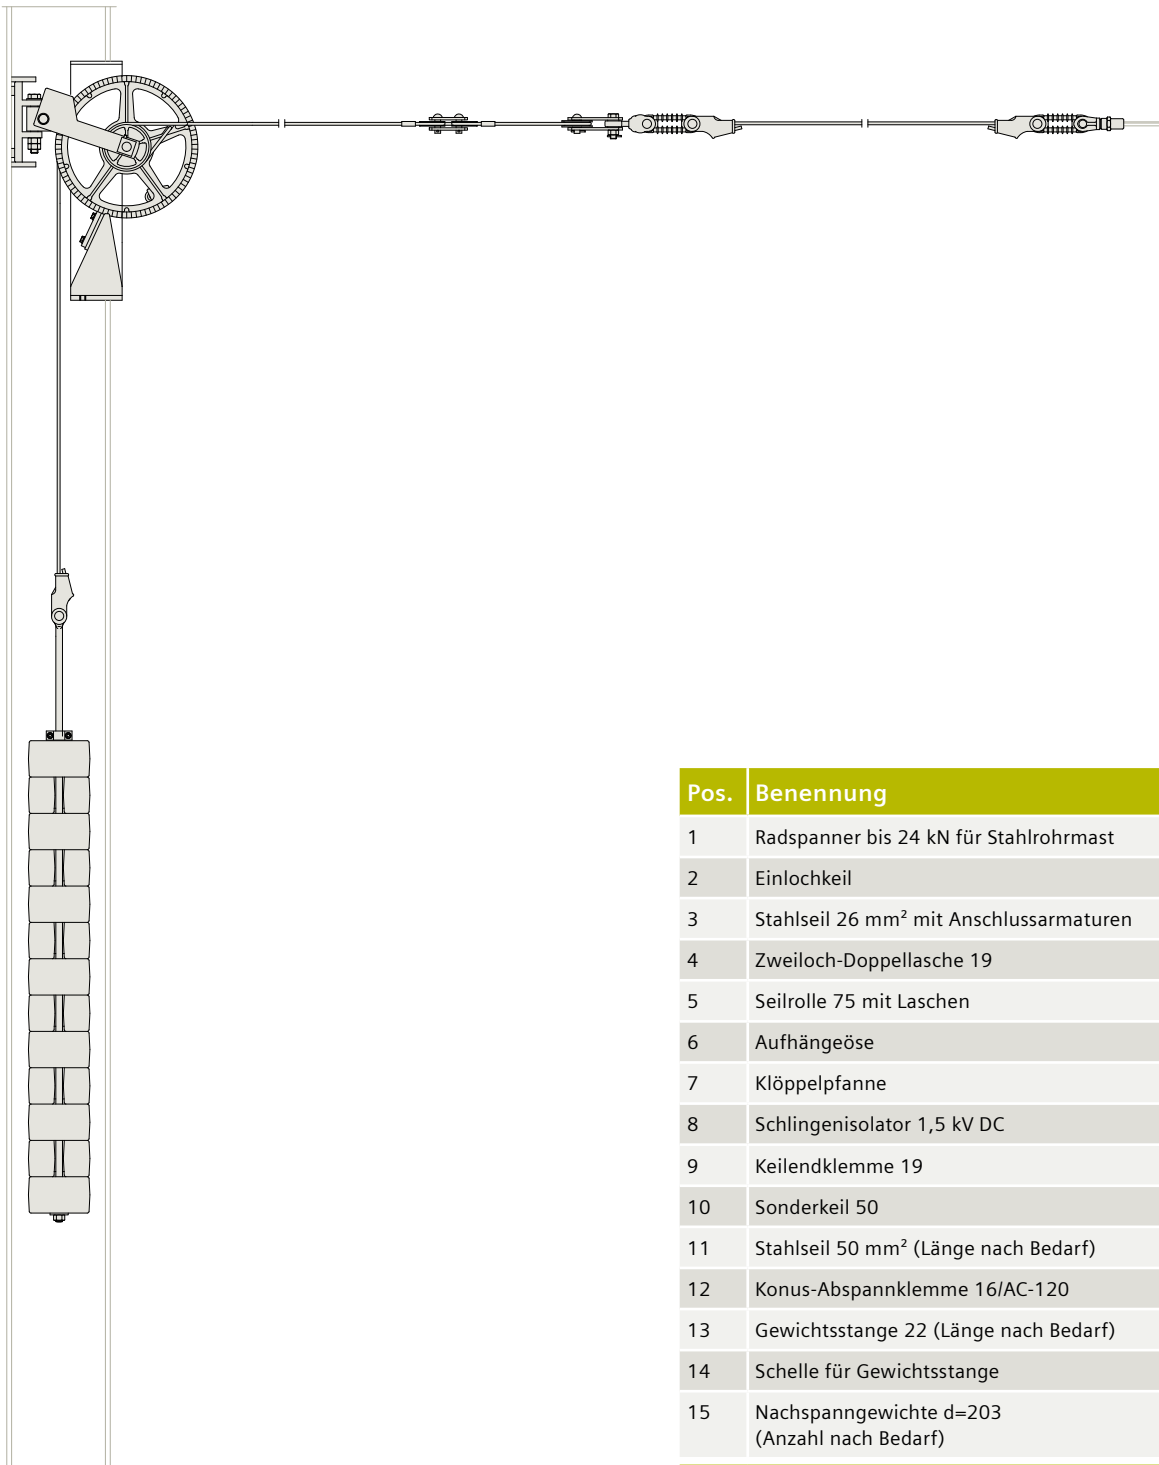 Pos. Benennung
1 Radspanner bis 24 kN für Stahlrohrmast
2 Einlochkeil
3 Stahlseil 26 mm² mit Anschlussarmaturen
4 Zweiloch-Doppellasche 19
5 Seilrolle 75 mit Laschen
6 Aufhängeöse
7 Klöppelpfanne
8 Schlingenisolator 1,5 kV DC
9 Keilendklemme 19
10 Sonderkeil 50
11 Stahlseil 50 mm² (Länge nach Bedarf)
12 Konus-Abspannklemme 16/AC-120
13 Gewichtsstange 22 (Länge nach Bedarf)
14 Schelle für Gewichtsstange
15 Nachspanngewichte d=203
(Anzahl nach Bedarf)